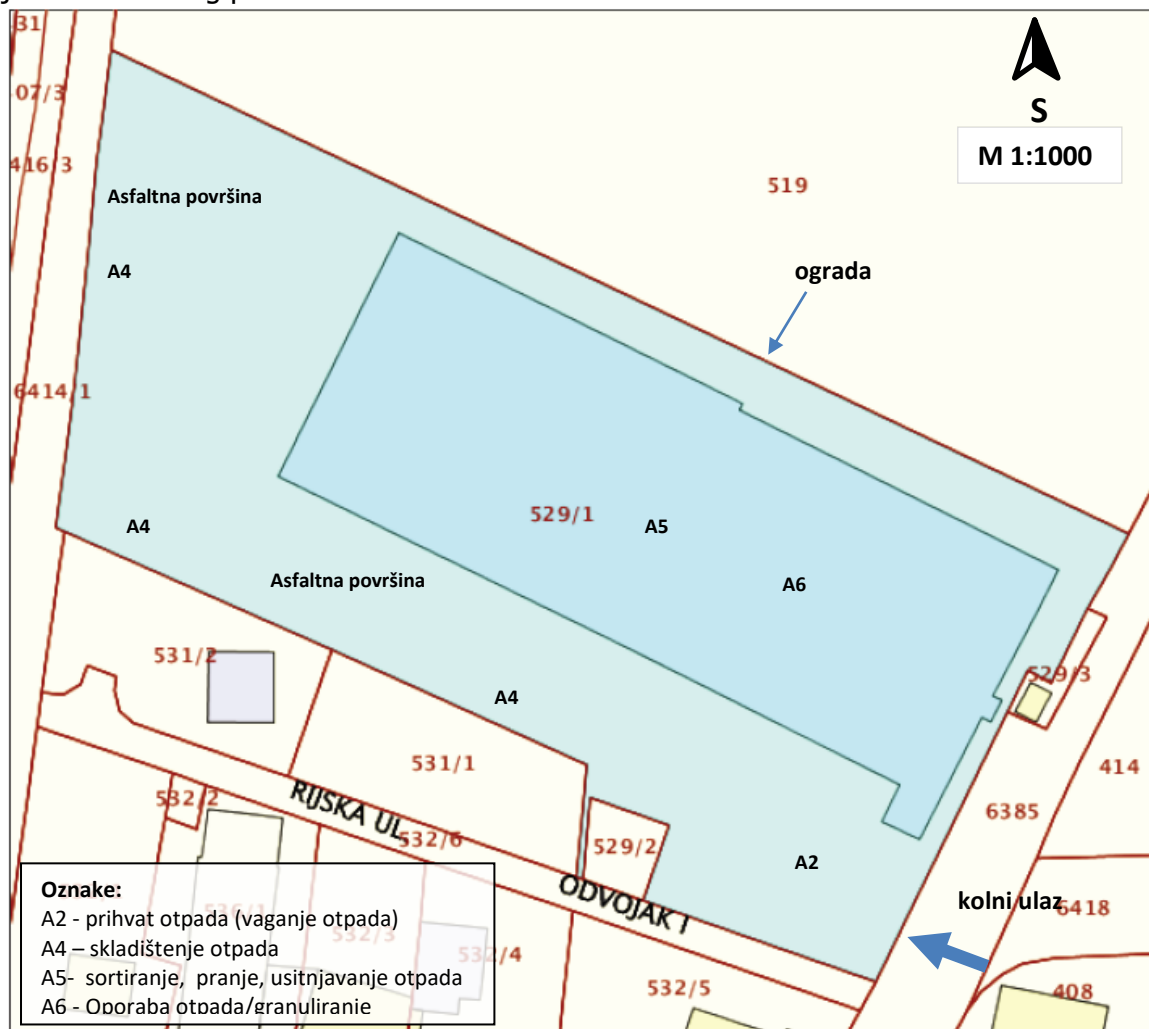 31
S
07/3
M 1:1000
416/3
519
Asfaltna površina
A4
ograda
6414/1
529/1
A5
A4
Asfaltna površina
A6
531/2
529/3
A4
531/1
414
RIJSKA UL.
532/2
6385
532/6
529/2
A2
ODVOJAK I
kolni ulaz
6418
Oznake:
A2 - prihvat otpada (vaganje otpada)
A4 – skladištenje otpada
A5- sortiranje, pranje, usitnjavanje otpada
A6 - Oporaba otpada/granuliranje
536/1
532/3
532/4
532/5
408